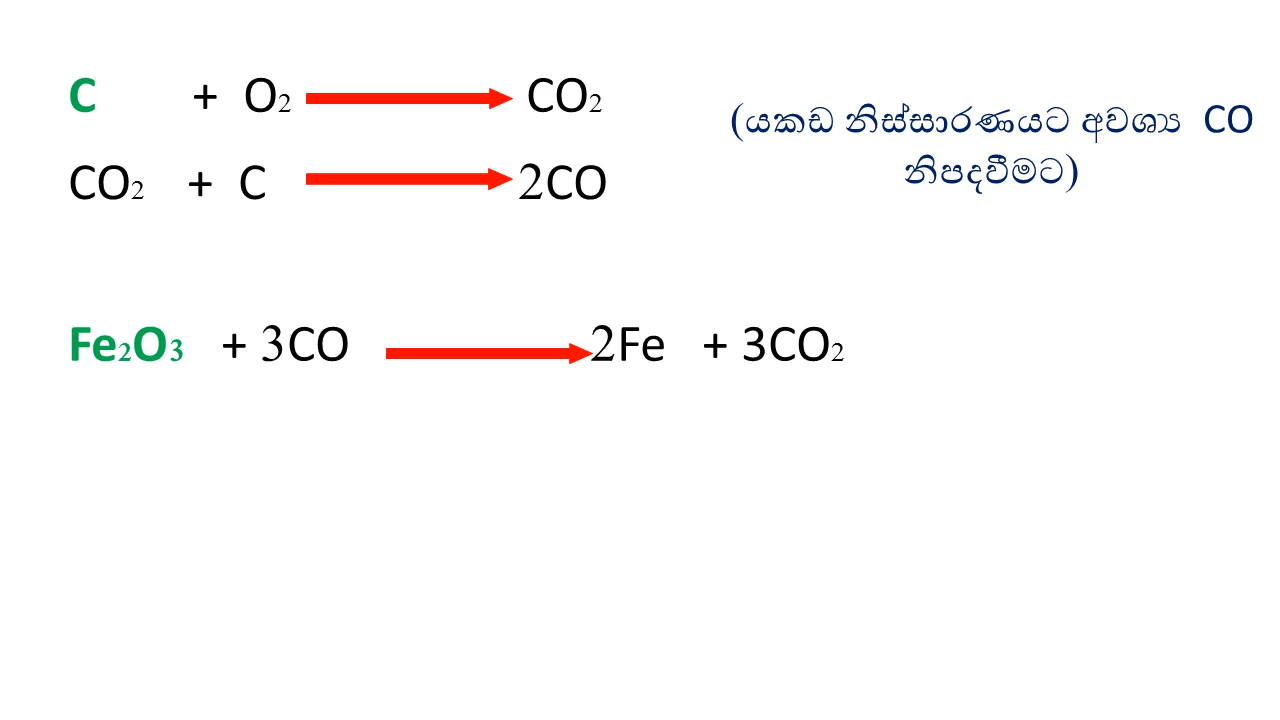 C + O₂ → CO₂
(යකඩ නිස්සාරණයට අවශ්‍ය CO
නිපදවීමට)
CO₂ + C → 2CO
Fe₂O₃ + 3CO → 2Fe + 3CO₂